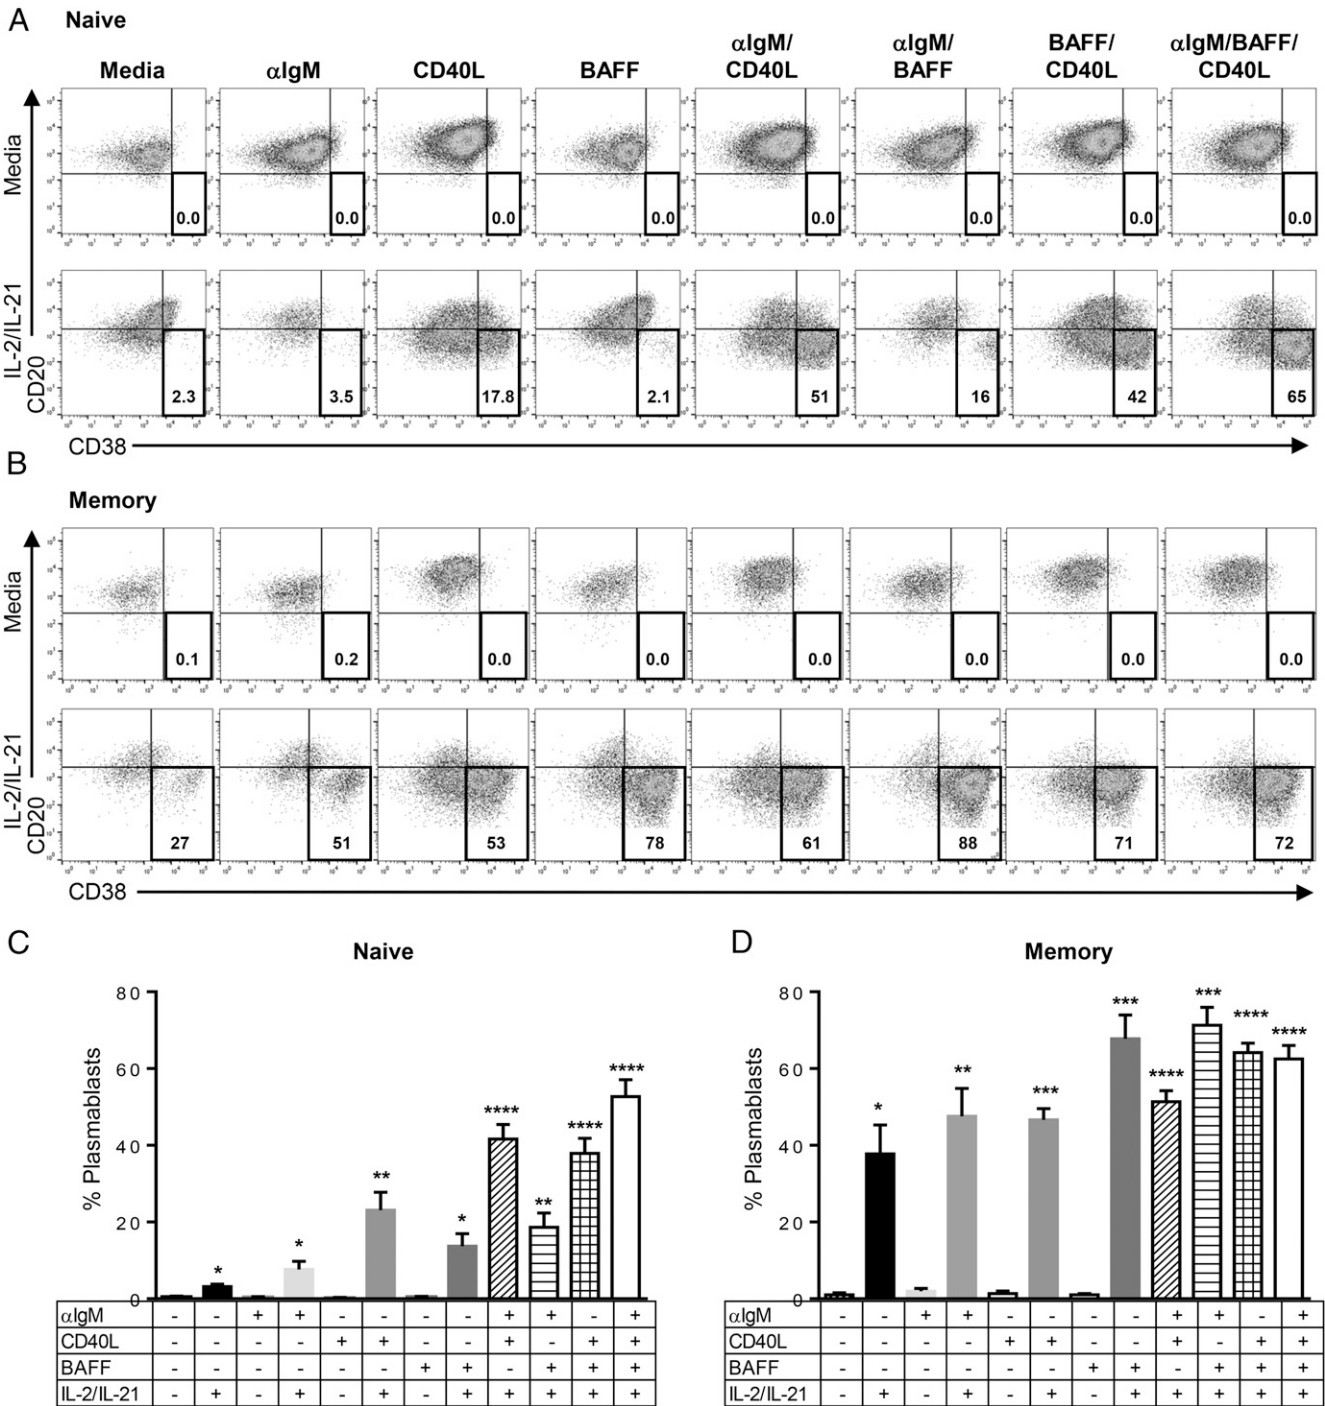 A Naive
Media αIgM CD40L BAFF αIgM/ CD40L αIgM/ BAFF BAFF/ CD40L αIgM/BAFF/ CD40L
Media
0.0 0.0 0.0 0.0 0.0 0.0 0.0 0.0
IL-2/IL-21
CD20
2.3 3.5 17.8 2.1 51 16 42 65
CD38
B
Memory
Media
0.1 0.2 0.0 0.0 0.0 0.0 0.0 0.0
IL-2/IL-21
CD20
27 51 53 78 61 88 71 72
CD38
C Naive
% Plasmablasts
80
60
40
20
0
* * ** * **** ** **** ****
αIgM - - + + - - - - + + - +
CD40L - - - - + + - - + - + +
BAFF - - - - - - + + - + + +
IL-2/IL-21 - + - + - + - + + + + +
D Memory
% Plasmablasts
80
60
40
20
0
* ** *** *** **** *** **** ****
αIgM - - + + - - - - + + - +
CD40L - - - - + + - - + - + +
BAFF - - - - - - + + - + + +
IL-2/IL-21 - + - + - + - + + + + +